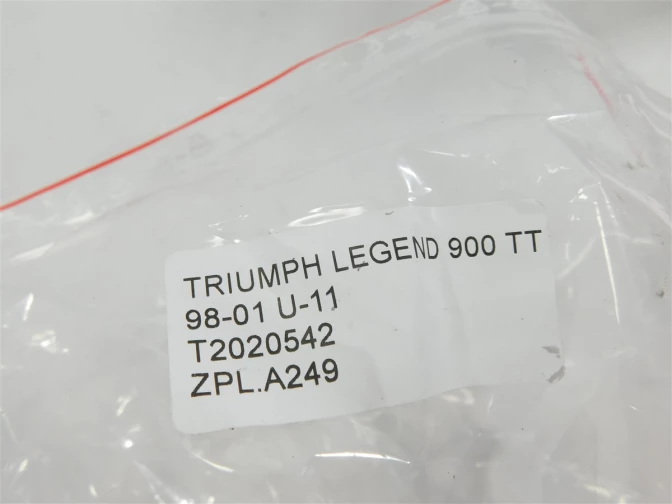 TRIUMPH LEGEND 900 TT
98-01 U-11
T2020542
ZPL.A249